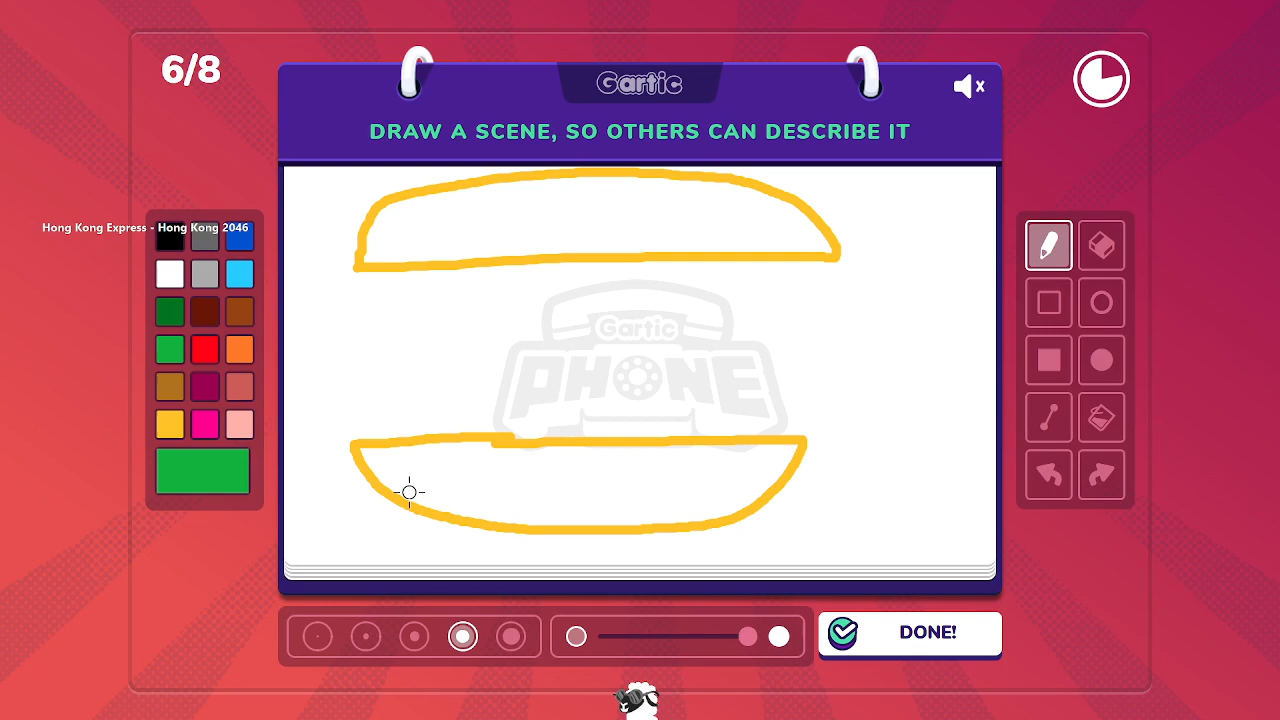 6/8
Gartic
DRAW A SCENE, SO OTHERS CAN DESCRIBE IT
Hong Kong Express - Hong Kong 2046
Gartic
PHONE
DONE!